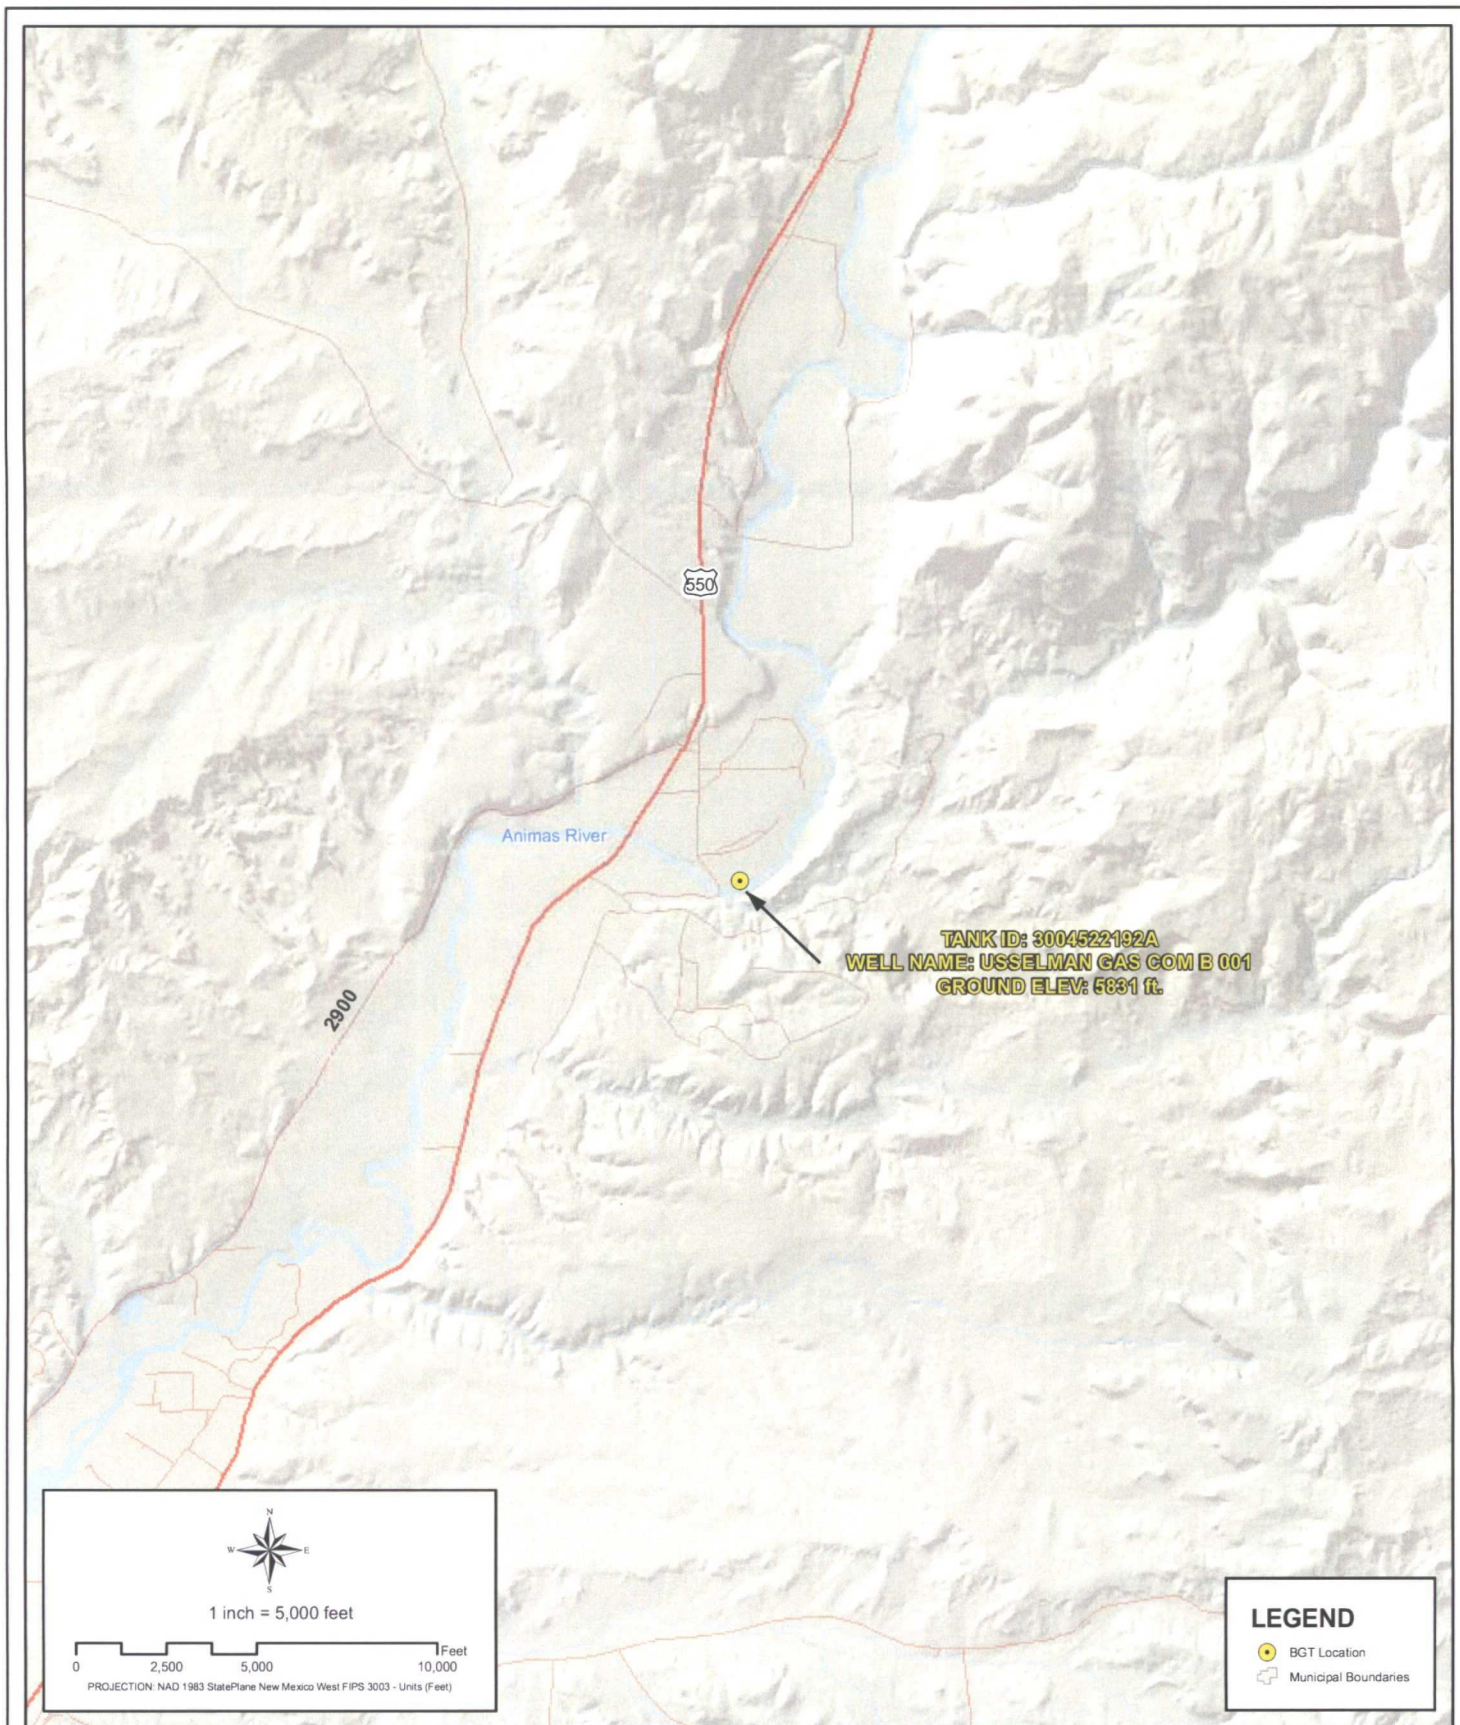 550
Animas River
TANK ID: 3004522192A
WELL NAME: USSELMAN GAS COM B 001
GROUND ELEV: 5831 ft.
2900
N
W E
S
1 inch = 5,000 feet
Feet
0 2,500 5,000 10,000
PROJECTION: NAD 1983 StatePlane New Mexico West FIPS 3003 - Units (Feet)
LEGEND
BGT Location
Municipal Boundaries